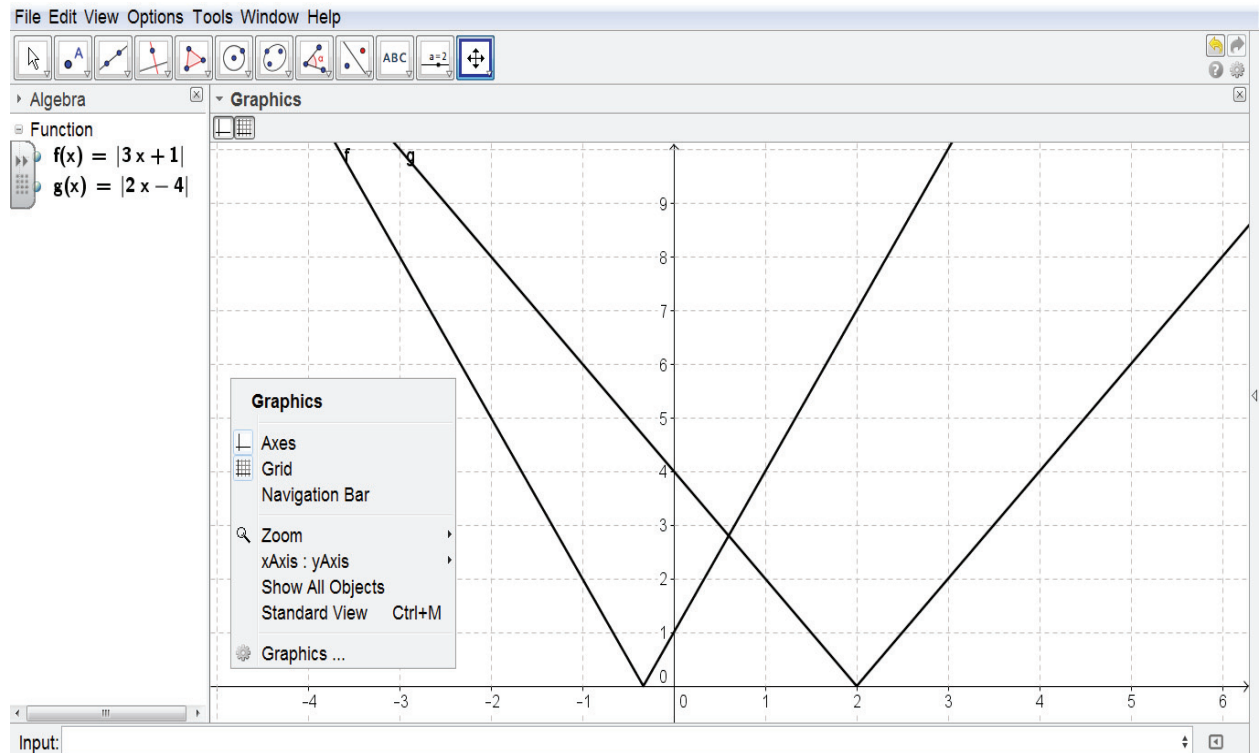 File Edit View Options Tools Window Help
A
α
ABC
a=2
Algebra
Graphics
Function
f(x) = |3 x + 1|
g(x) = |2 x − 4|
f
g
9
8
7
6
5
4
3
2
1
0
-4 -3 -2 -1 0 1 2 3 4 5 6
Graphics
Axes
Grid
Navigation Bar
Zoom
xAxis : yAxis
Show All Objects
Standard View Ctrl+M
Graphics ...
Input: